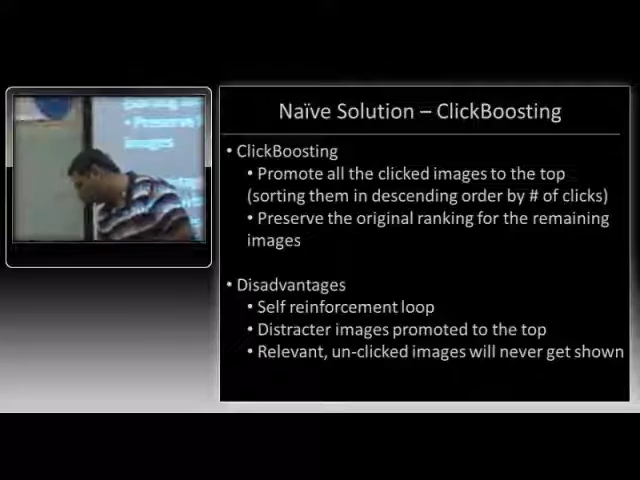 Naïve Solution – ClickBoosting
• ClickBoosting
• Promote all the clicked images to the top
(sorting them in descending order by # of clicks)
• Preserve the original ranking for the remaining
images
• Disadvantages
• Self reinforcement loop
• Distracter images promoted to the top
• Relevant, un-clicked images will never get shown
• Preserve
images